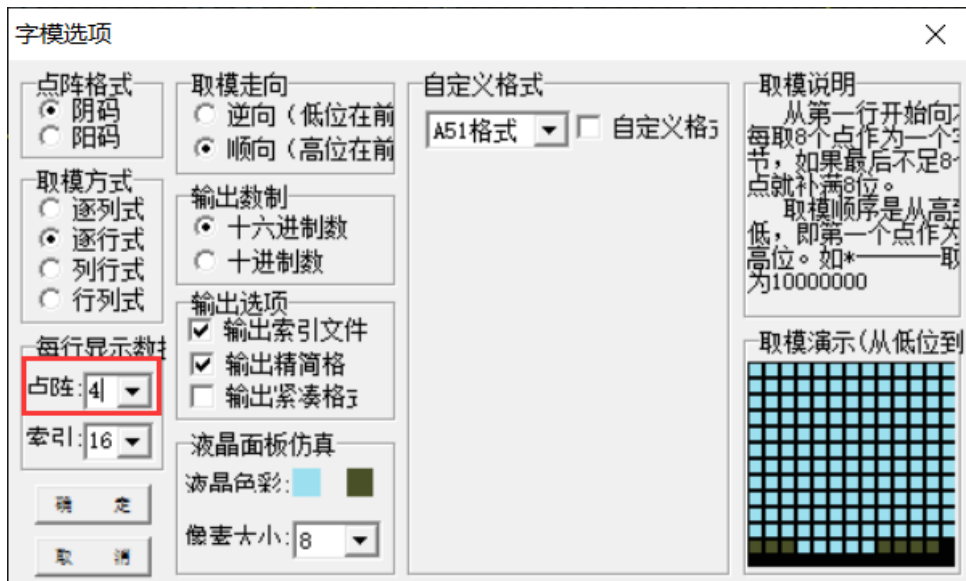 字模选项
点阵格式
阴码
阳码
取模方式
逐列式
逐行式
列行式
行列式
每行显示数
点阵:
4
索引:
16
确 定
取 消
取模走向
逆向（低位在前
顺向（高位在前
输出数制
十六进制数
十进制数
输出选项
输出索引文件
输出精简格
输出紧凑格
液晶面板仿真
液晶色彩:
像素大小:
8
自定义格式
A51格式
自定义格
取模说明
从第一行开始向
每取8个点作为一个
节，如果最后不足8
点就补满8位。
取模顺序是从高
低，即第一个点作为
高位。如*———————取
为10000000
取模演示(从低位到